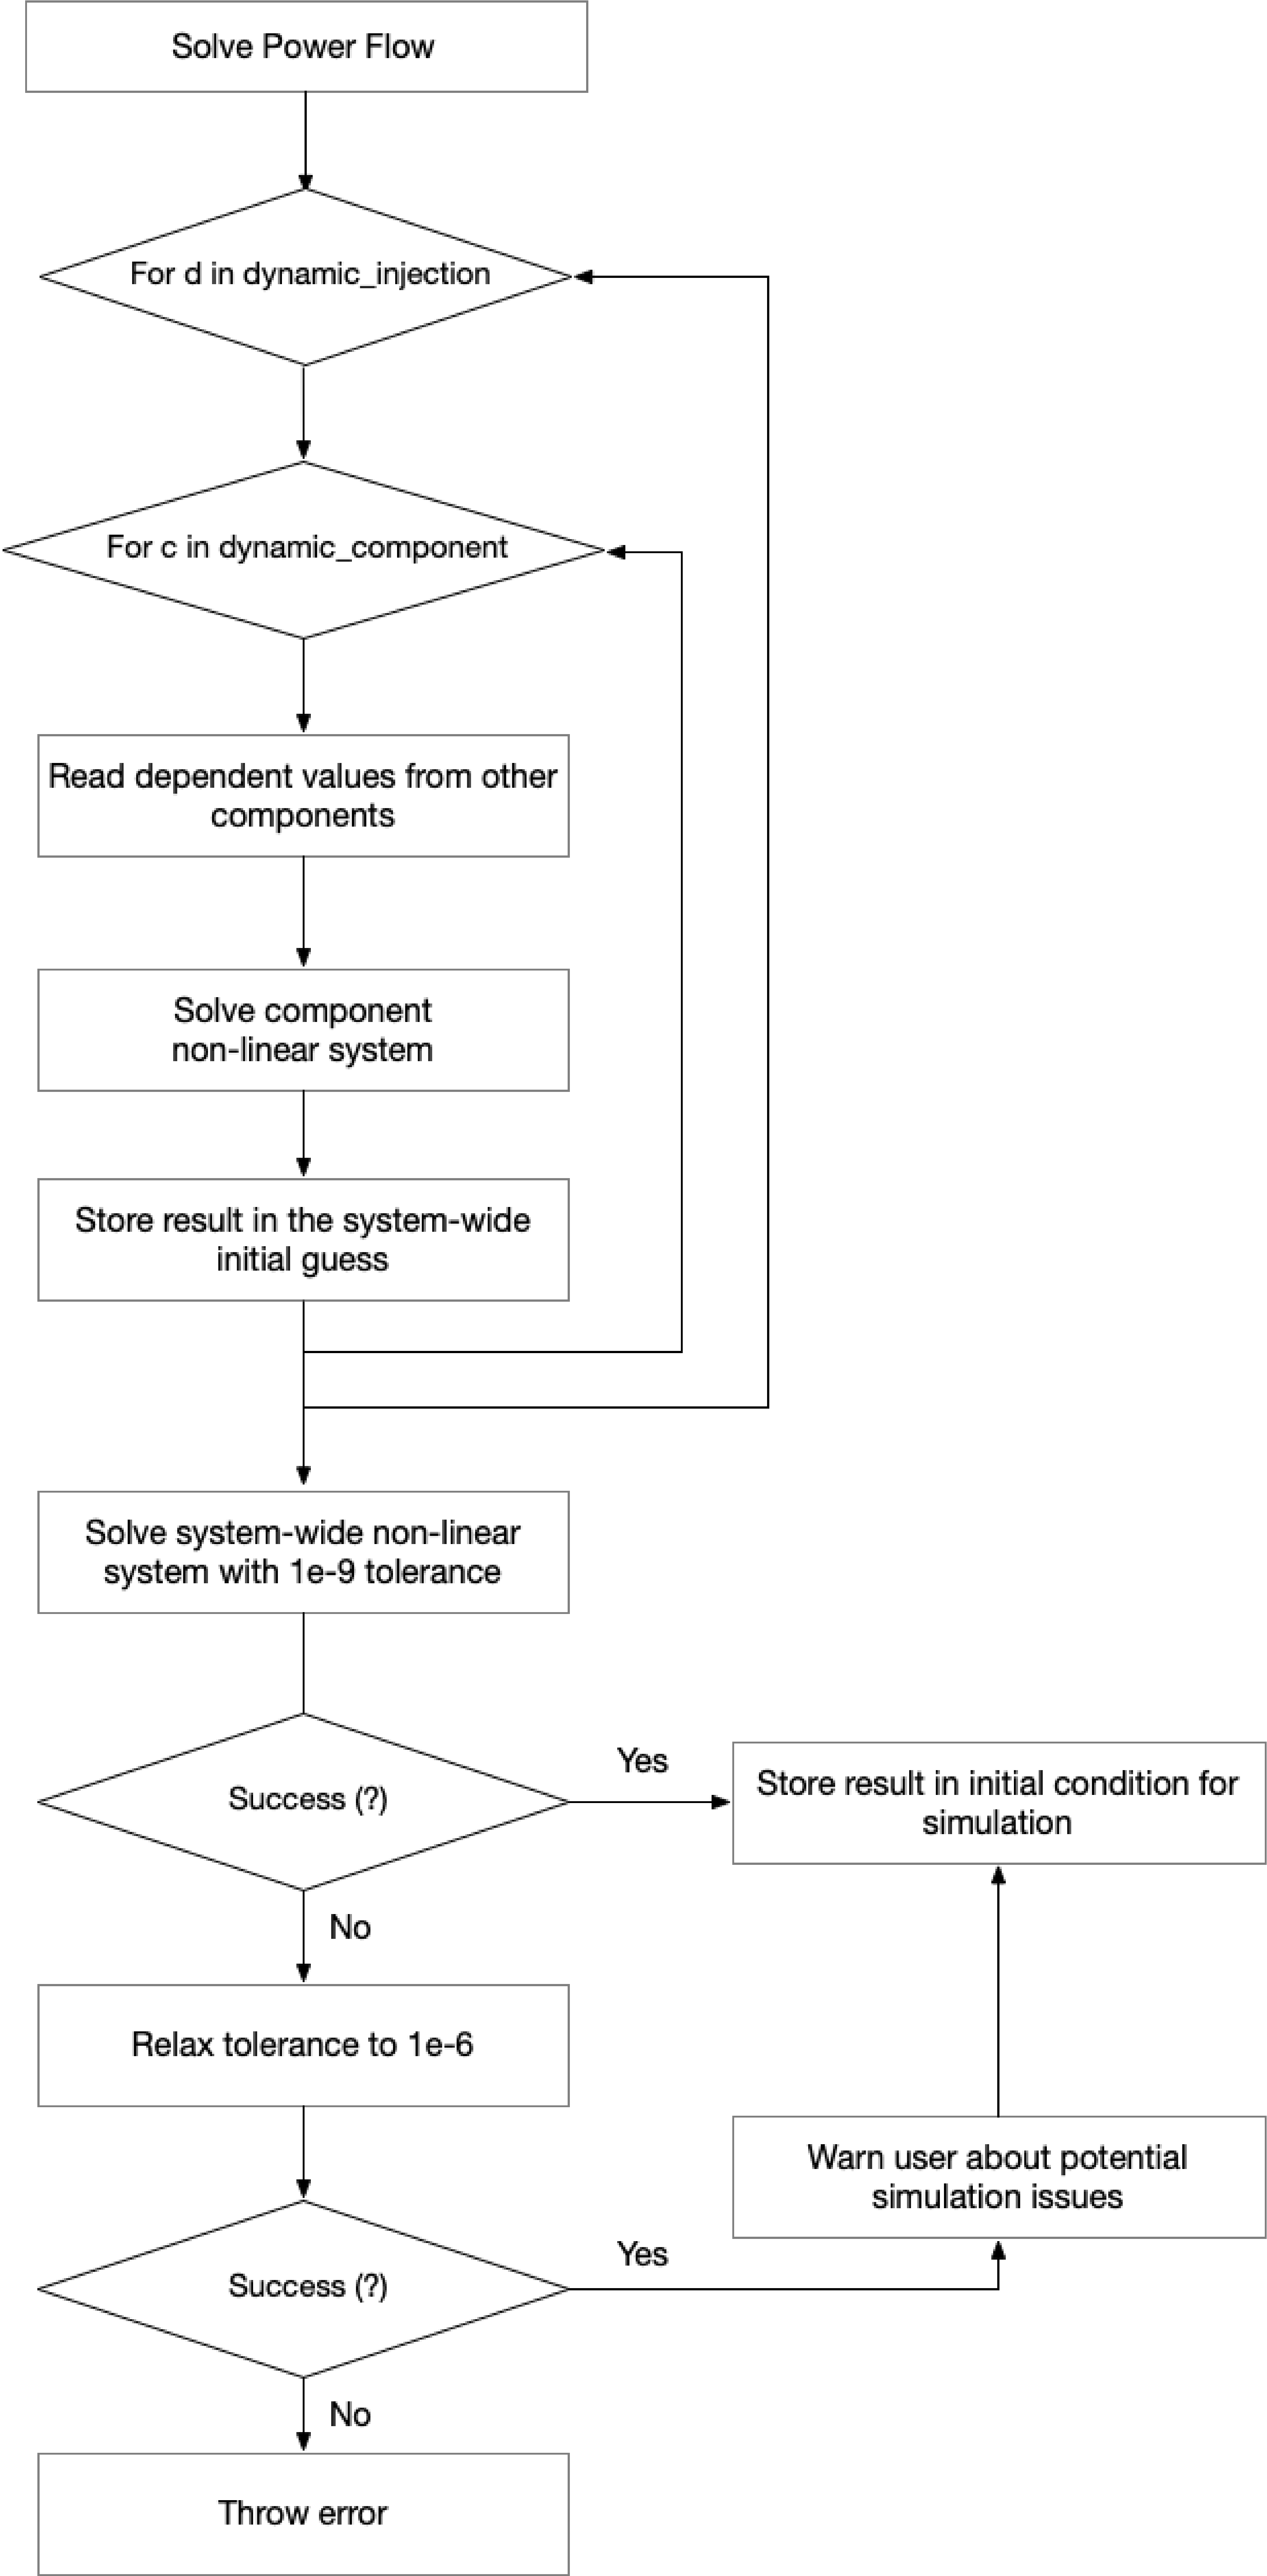 Solve Power Flow
For d in dynamic_injection
For c in dynamic_component
Read dependent values from other
components
Solve component
non-linear system
Store result in the system-wide
initial guess
Solve system-wide non-linear
system with 1e-9 tolerance
Success (?)
Yes
Store result in initial condition for
simulation
No
Relax tolerance to 1e-6
Warn user about potential
simulation issues
Success (?)
Yes
No
Throw error